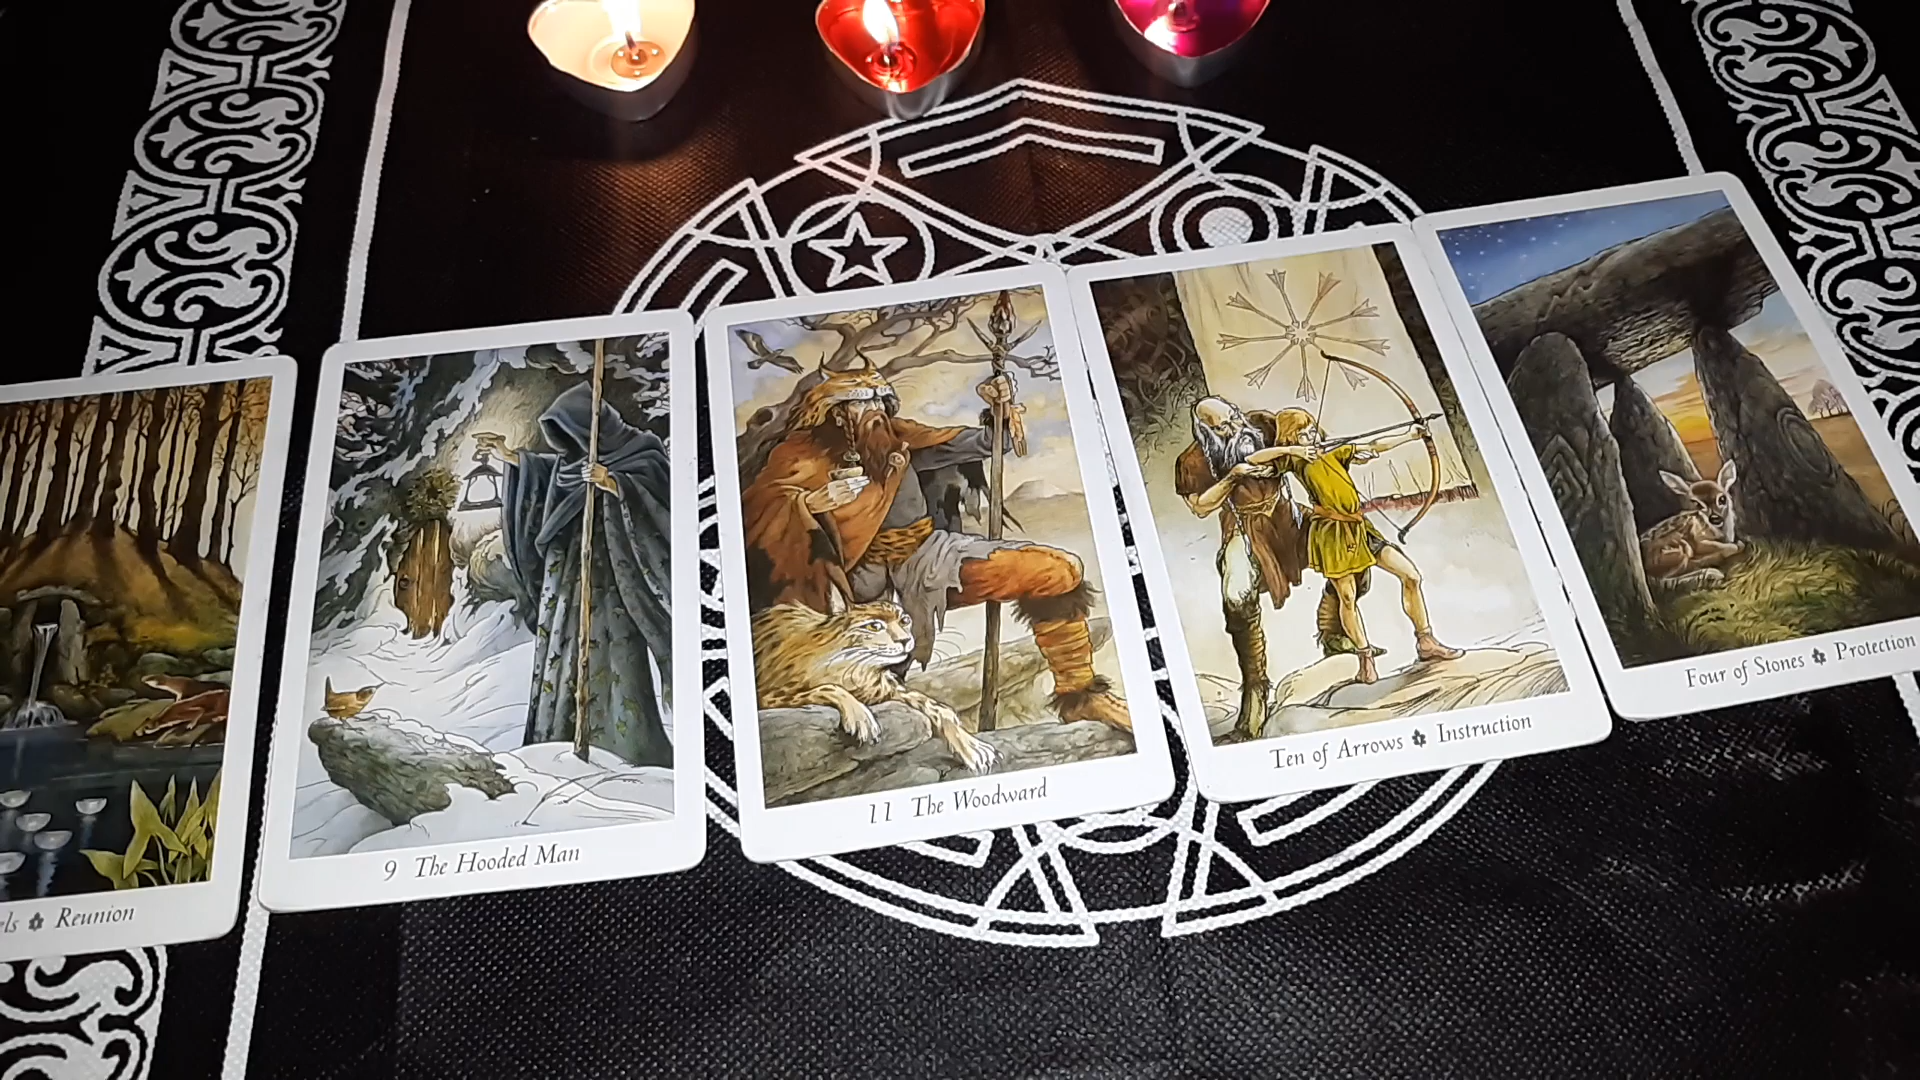 Reunion
9 The Hooded Man
11 The Woodward
Ten of Arrows Instruction
Four of Stones Protection